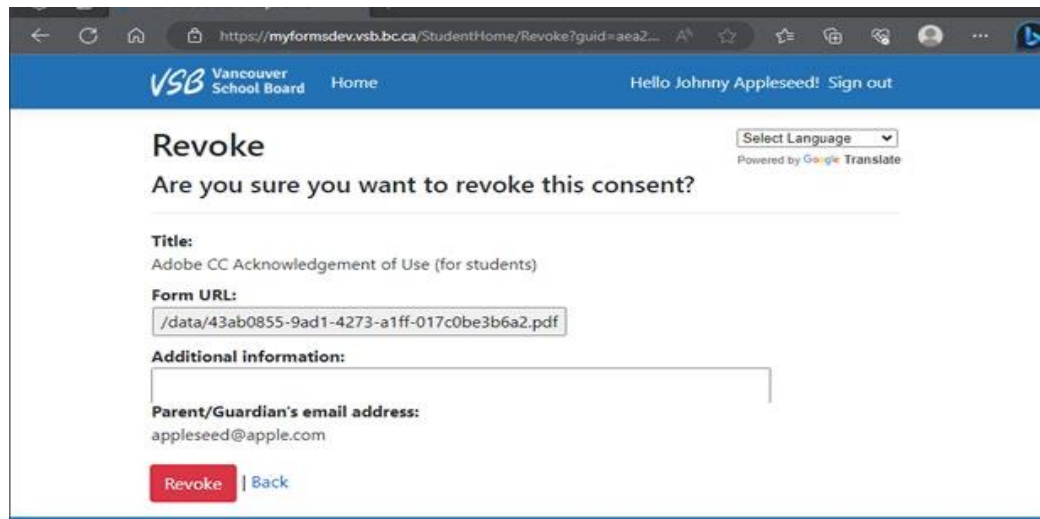 https://myformsdev.vsb.bc.ca/StudentHome/Revoke?guid=aea2...
VSB Vancouver School Board Home Hello Johnny Appleseed! Sign out
Revoke
Select Language
Powered by Google Translate
Are you sure you want to revoke this consent?
Title:
Adobe CC Acknowledgement of Use (for students)
Form URL:
/data/43ab0855-9ad1-4273-a1ff-017c0be3b6a2.pdf
Additional information:
Parent/Guardian's email address:
appleseed@apple.com
Revoke | Back